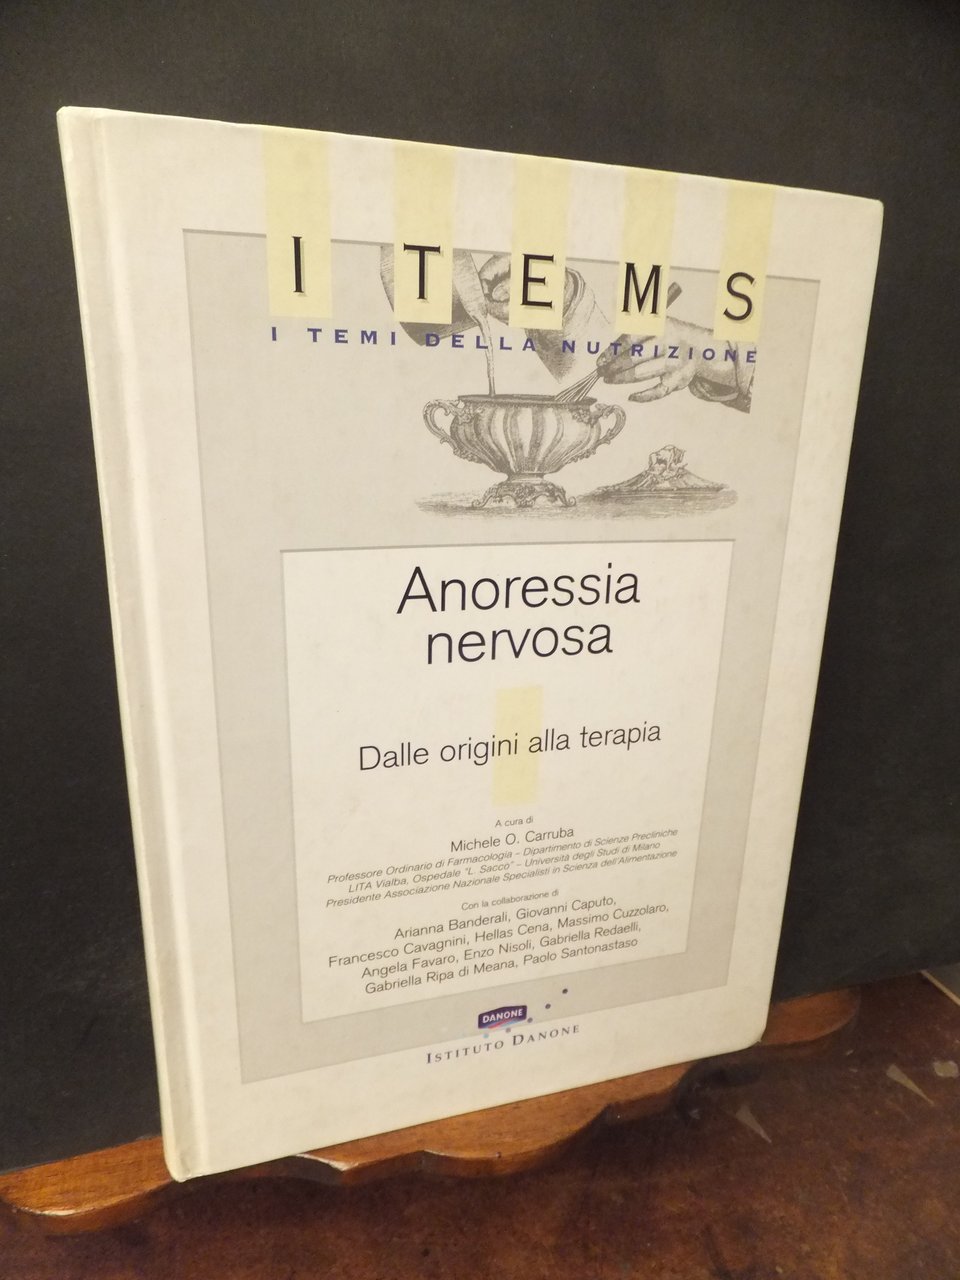 ITEMS
I TEMI DELLA NUTRIZIONE
Anoressia
nervosa
Dalle origini alla terapia
A cura di
Michele O. Carruba
Professore Ordinario di Farmacologia – Dipartimento di Scienze Precliniche
LITA Vialba, Ospedale "L. Sacco" – Università degli Studi di Milano
Presidente Associazione Nazionale Specialisti in Scienza dell'Alimentazione
Con la collaborazione di
Arianna Banderali, Giovanni Caputo,
Francesco Cavagnini, Hellas Cena, Massimo Cuzzolaro,
Angela Favaro, Enzo Nisoli, Gabriella Redaelli,
Gabriella Ripa di Meana, Paolo Santonastaso
DANONE
ISTITUTO DANONE